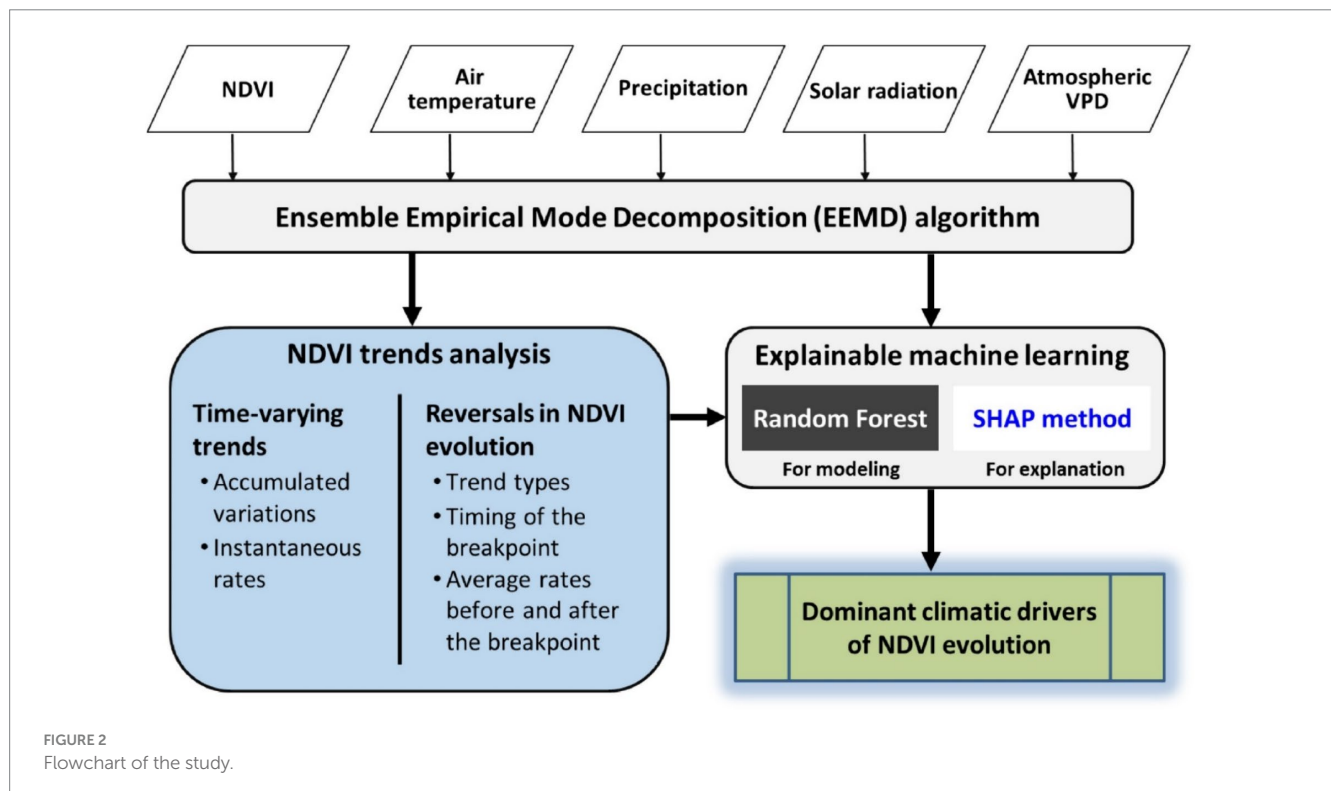 NDVI
Air
temperature
Precipitation
Solar radiation
Atmospheric
VPD
Ensemble Empirical Mode Decomposition (EEMD) algorithm
NDVI trends analysis
Time-varying
trends
• Accumulated
variations
• Instantaneous
rates
Reversals in NDVI
evolution
• Trend types
• Timing of the
breakpoint
• Average rates
before and after
the breakpoint
Explainable machine learning
Random Forest
SHAP method
For modeling
For explanation
Dominant climatic drivers
of NDVI evolution
FIGURE 2
Flowchart of the study.